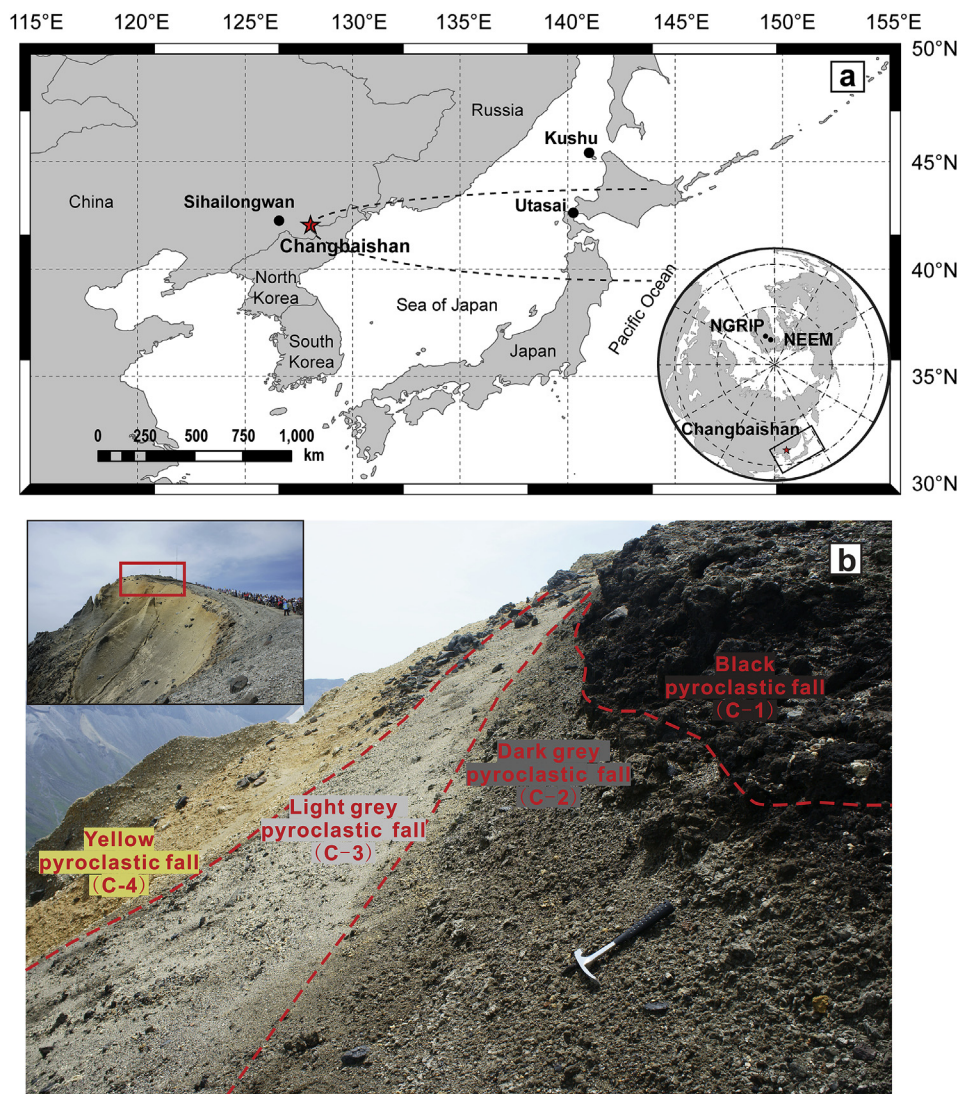 115°E 120°E 125°E 130°E 135°E 140°E 145°E 150°E 155°E
50°N
a
Russia
Kushu
45°N
China
Sihailongwan
Utasai
Changbaishan
40°N
North
Korea
Sea of Japan
Pacific Ocean
NGRIP
NEEM
South
Korea
Japan
35°N
Changbaishan
0 250 500 750 1,000
km
30°N
b
Black
pyroclastic fall
(C-1)
Dark grey
pyroclastic fall
(C-2)
Light grey
pyroclastic fall
(C-3)
Yellow
pyroclastic fall
(C-4)